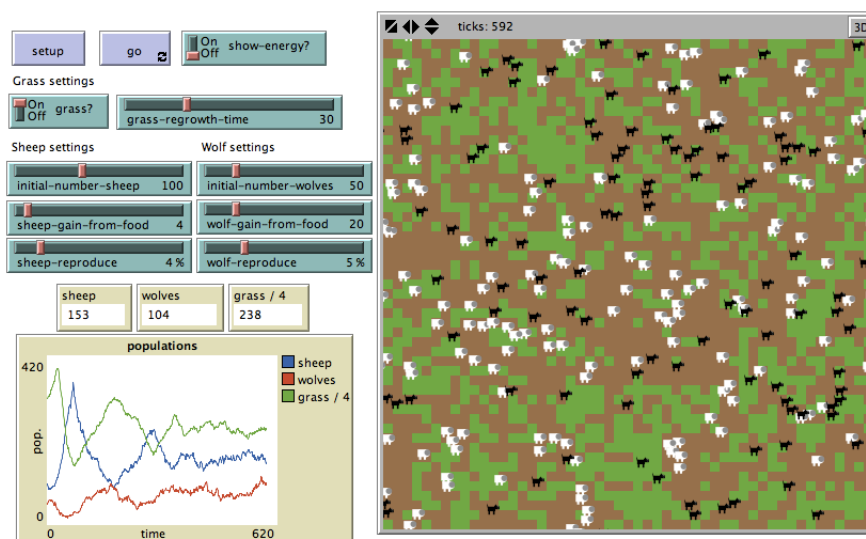 ticks: 592
3D
setup
go
On
Off
show-energy?
Grass settings
On
Off
grass?
grass-regrowth-time 30
Sheep settings
Wolf settings
initial-number-sheep 100
initial-number-wolves 50
sheep-gain-from-food 4
wolf-gain-from-food 20
sheep-reproduce 4 %
wolf-reproduce 5 %
sheep
153
wolves
104
grass / 4
238
populations
420
pop.
0
0
time
620
sheep
wolves
grass / 4